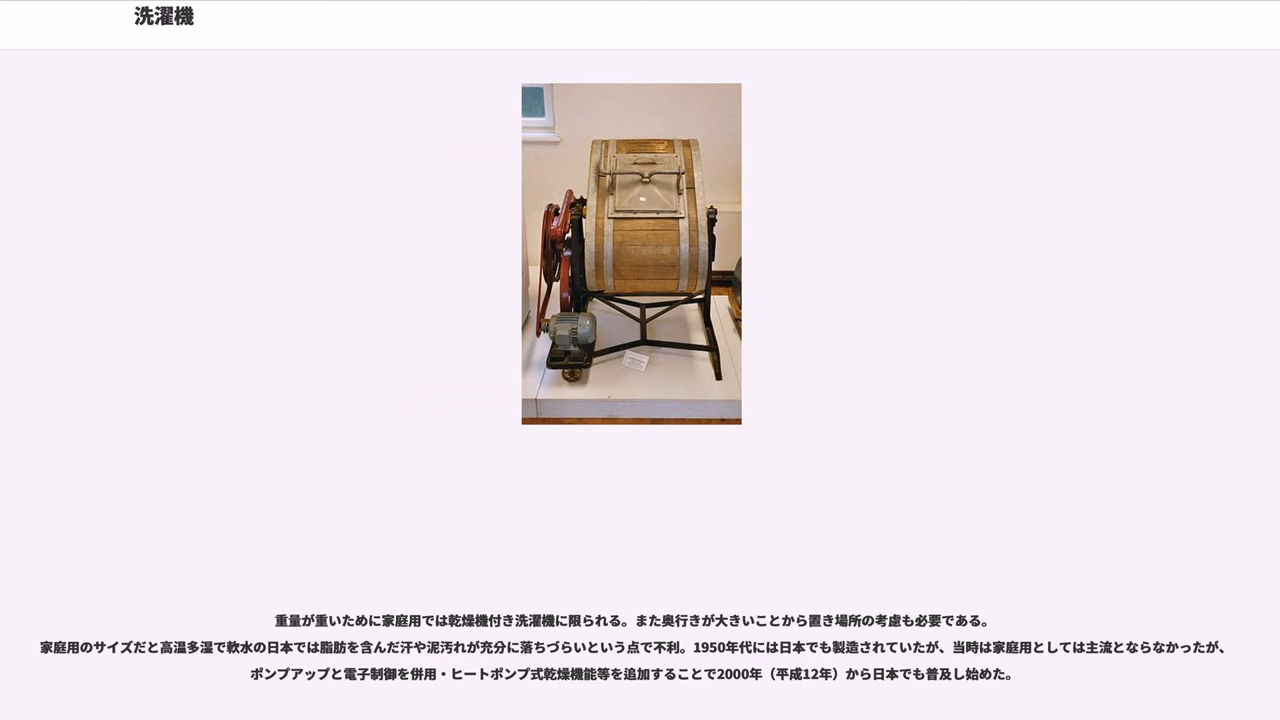 洗濯機
重量が重いために家庭用では乾燥機付き洗濯機に限られる。また奥行きが大きいことから置き場所の考慮も必要である。
家庭用のサイズだと高温多湿で軟水の日本では脂肪を含んだ汗や泥汚れが充分に落ちづらいという点で不利。1950年代には日本でも製造されていたが、当時は家庭用としては主流とならなかったが、
ポンプアップと電子制御を併用・ヒートポンプ式乾燥機能等を追加することで2000年（平成12年）から日本でも普及し始めた。